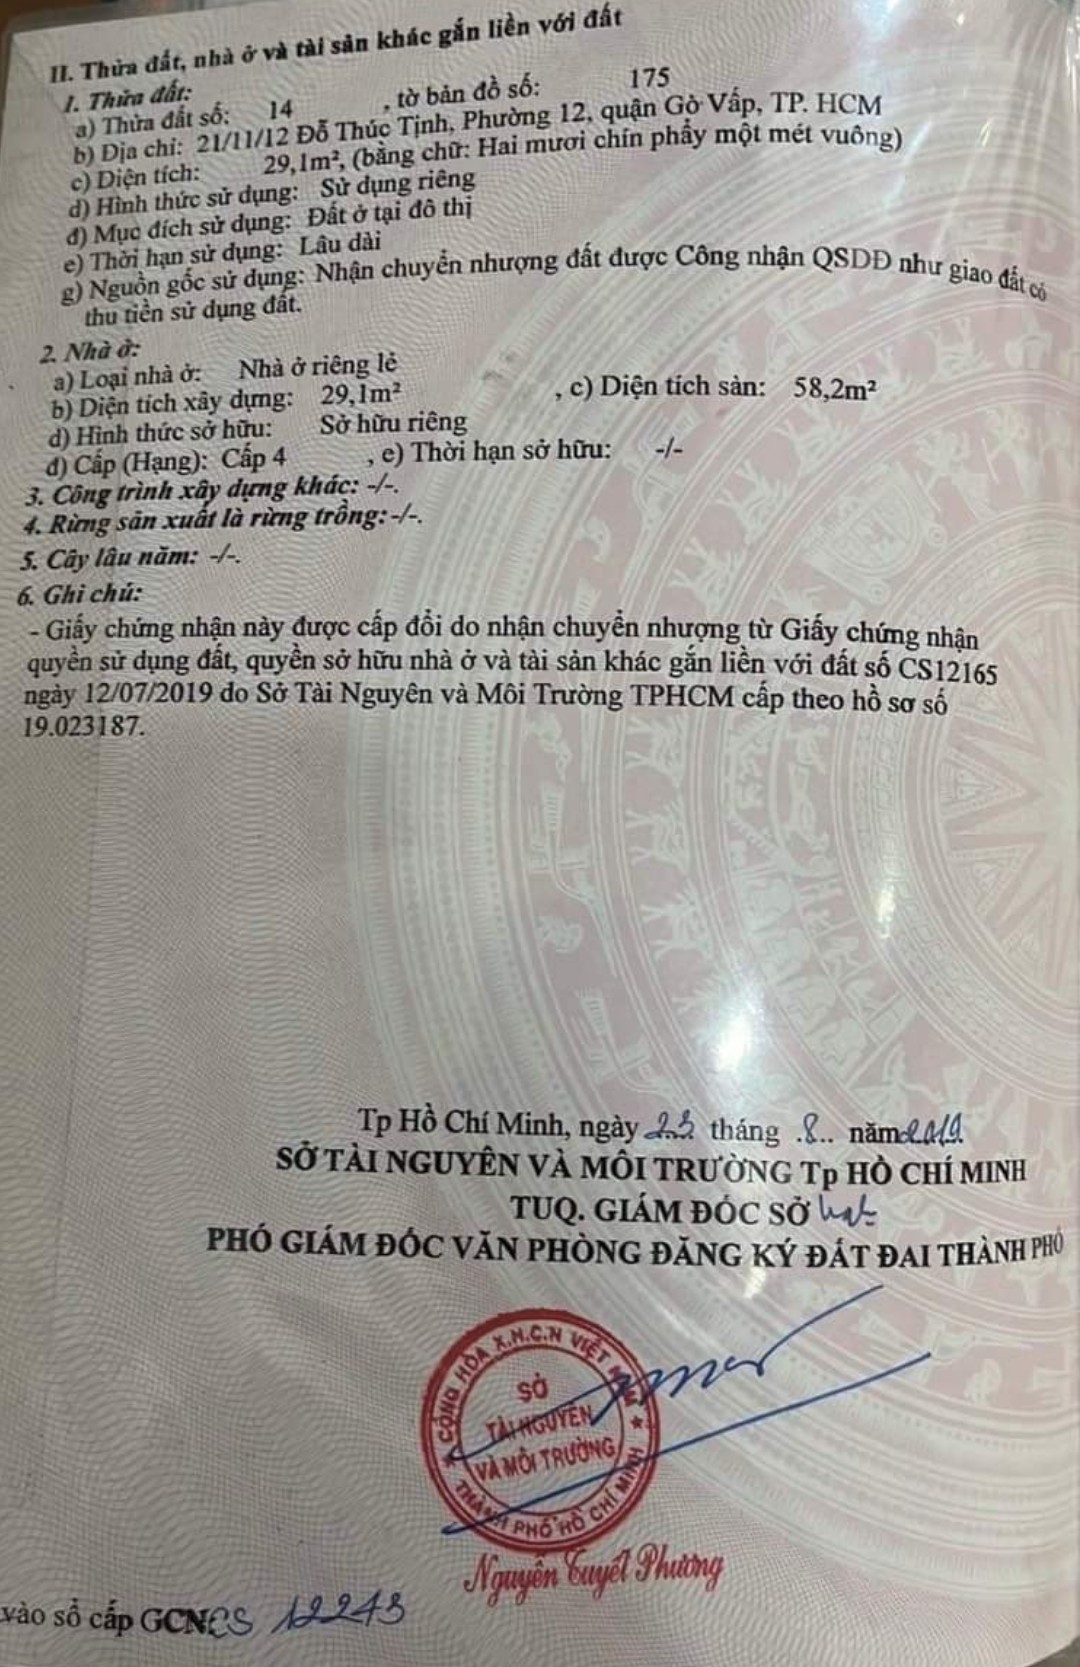 II. Thửa đất, nhà ở và tài sản khác gắn liền với đất
1. Thửa đất:
a) Thửa đất số: 14 , tờ bản đồ số: 175
b) Địa chỉ: 21/11/12 Đỗ Thúc Tịnh, Phường 12, quận Gò Vấp, TP. HCM
c) Diện tích: 29,1m², (bằng chữ: Hai mươi chín phẩy một mét vuông)
d) Hình thức sử dụng: Sử dụng riêng
đ) Mục đích sử dụng: Đất ở tại đô thị
e) Thời hạn sử dụng: Lâu dài
g) Nguồn gốc sử dụng: Nhận chuyển nhượng đất được Công nhận QSDĐ như giao đất có
thu tiền sử dụng đất.
2. Nhà ở:
a) Loại nhà ở: Nhà ở riêng lẻ
b) Diện tích xây dựng: 29,1m² , c) Diện tích sàn: 58,2m²
d) Hình thức sở hữu: Sở hữu riêng
đ) Cấp (Hạng): Cấp 4 , e) Thời hạn sở hữu: -/-
3. Công trình xây dựng khác: -/-.
4. Rừng sản xuất là rừng trồng: -/-.
5. Cây lâu năm: -/-.
6. Ghi chú:
- Giấy chứng nhận này được cấp đổi do nhận chuyển nhượng từ Giấy chứng nhận
quyền sử dụng đất, quyền sở hữu nhà ở và tài sản khác gắn liền với đất số CS12165
ngày 12/07/2019 do Sở Tài Nguyên và Môi Trường TPHCM cấp theo hồ sơ số
19.023187.
Tp Hồ Chí Minh, ngày 23 tháng .8.. năm 2019
SỞ TÀI NGUYÊN VÀ MÔI TRƯỜNG Tp HỒ CHÍ MINH
TUQ. GIÁM ĐỐC SỞ
PHÓ GIÁM ĐỐC VĂN PHÒNG ĐĂNG KÝ ĐẤT ĐAI THÀNH PHỐ
CỘNG HÒA X.H.C.N VIỆT NAM
SỞ
TÀI NGUYÊN
VÀ MÔI TRƯỜNG
THÀNH PHỐ HỒ CHÍ MINH
Nguyễn Tuyết Phương
vào sổ cấp GCN: CS 12243